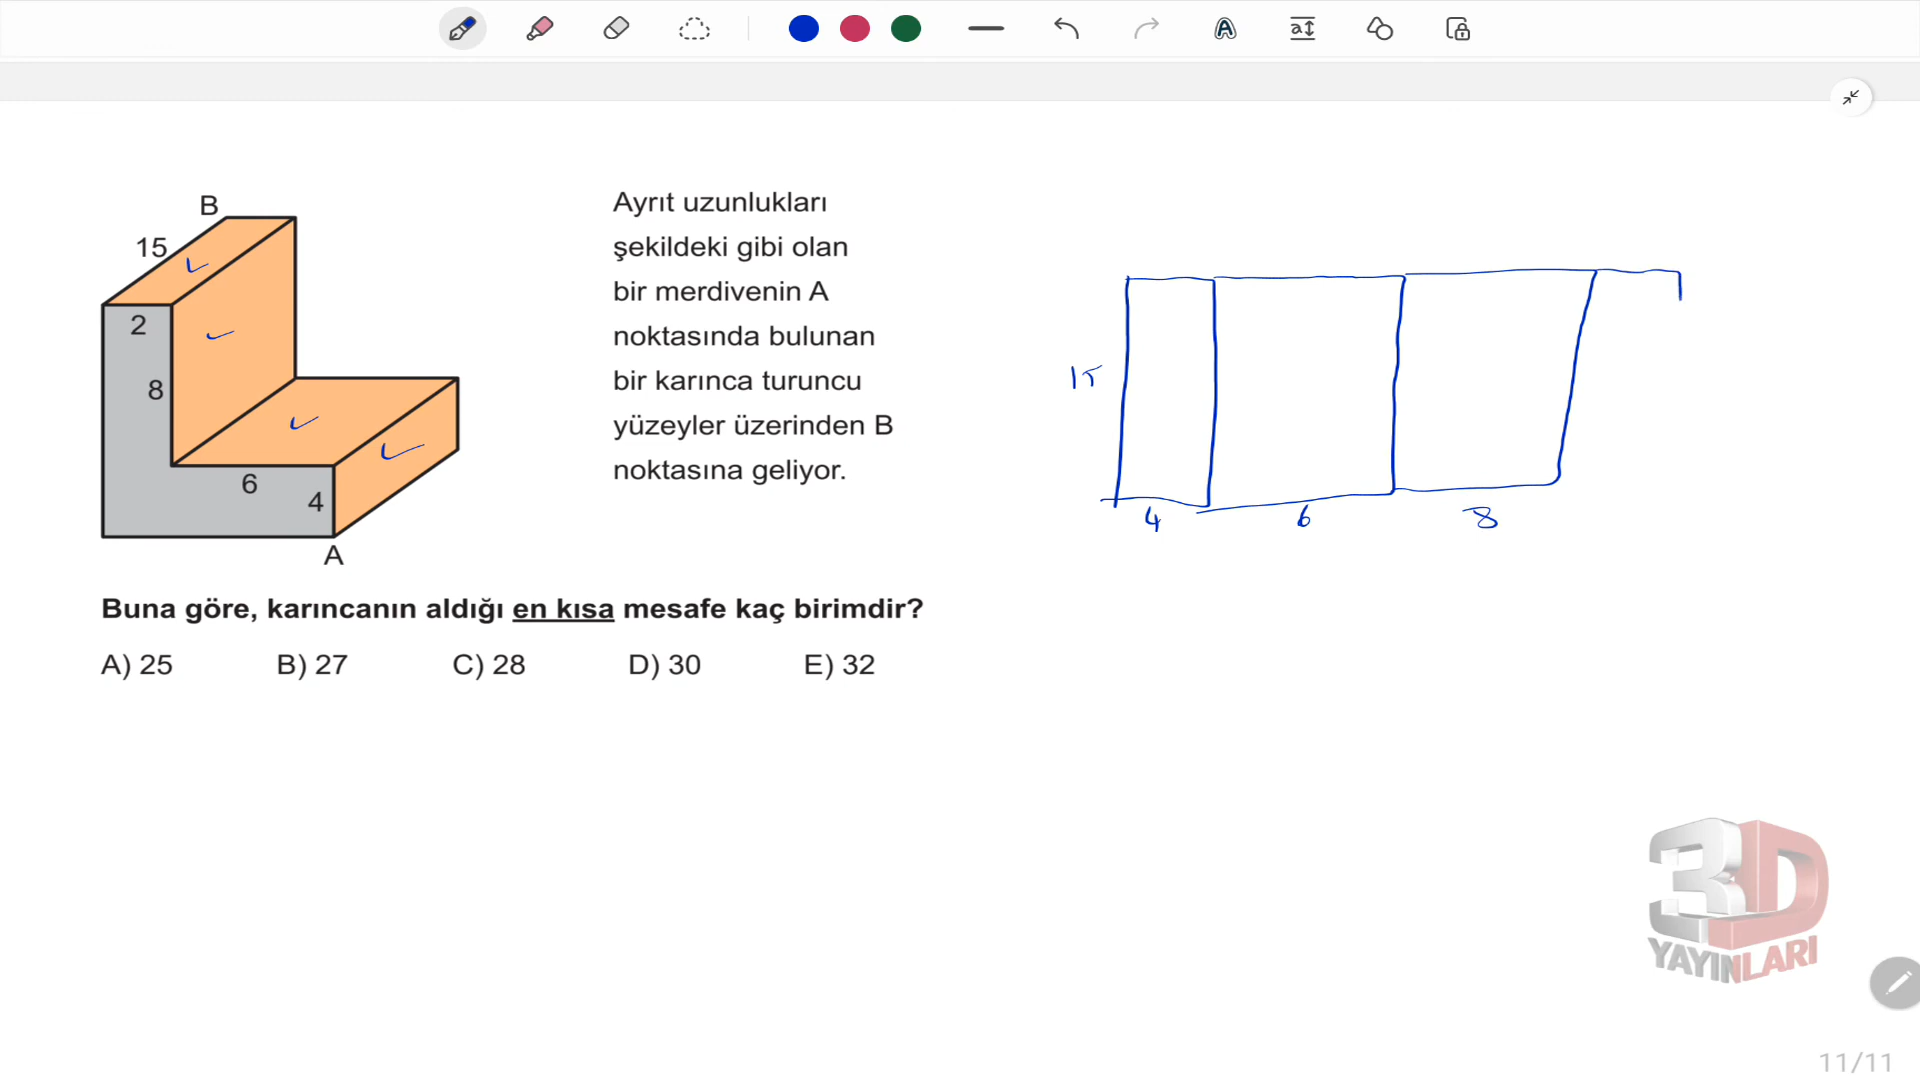 B
15
2
8
6
4
A
Ayrıt uzunlukları
şekildeki gibi olan
bir merdivenin A
noktasında bulunan
bir karınca turuncu
yüzeyler üzerinden B
noktasına geliyor.
15
4 6 8
Buna göre, karıncanın aldığı en kısa mesafe kaç birimdir?
A) 25 B) 27 C) 28 D) 30 E) 32
3D
YAYINLARI
11/11